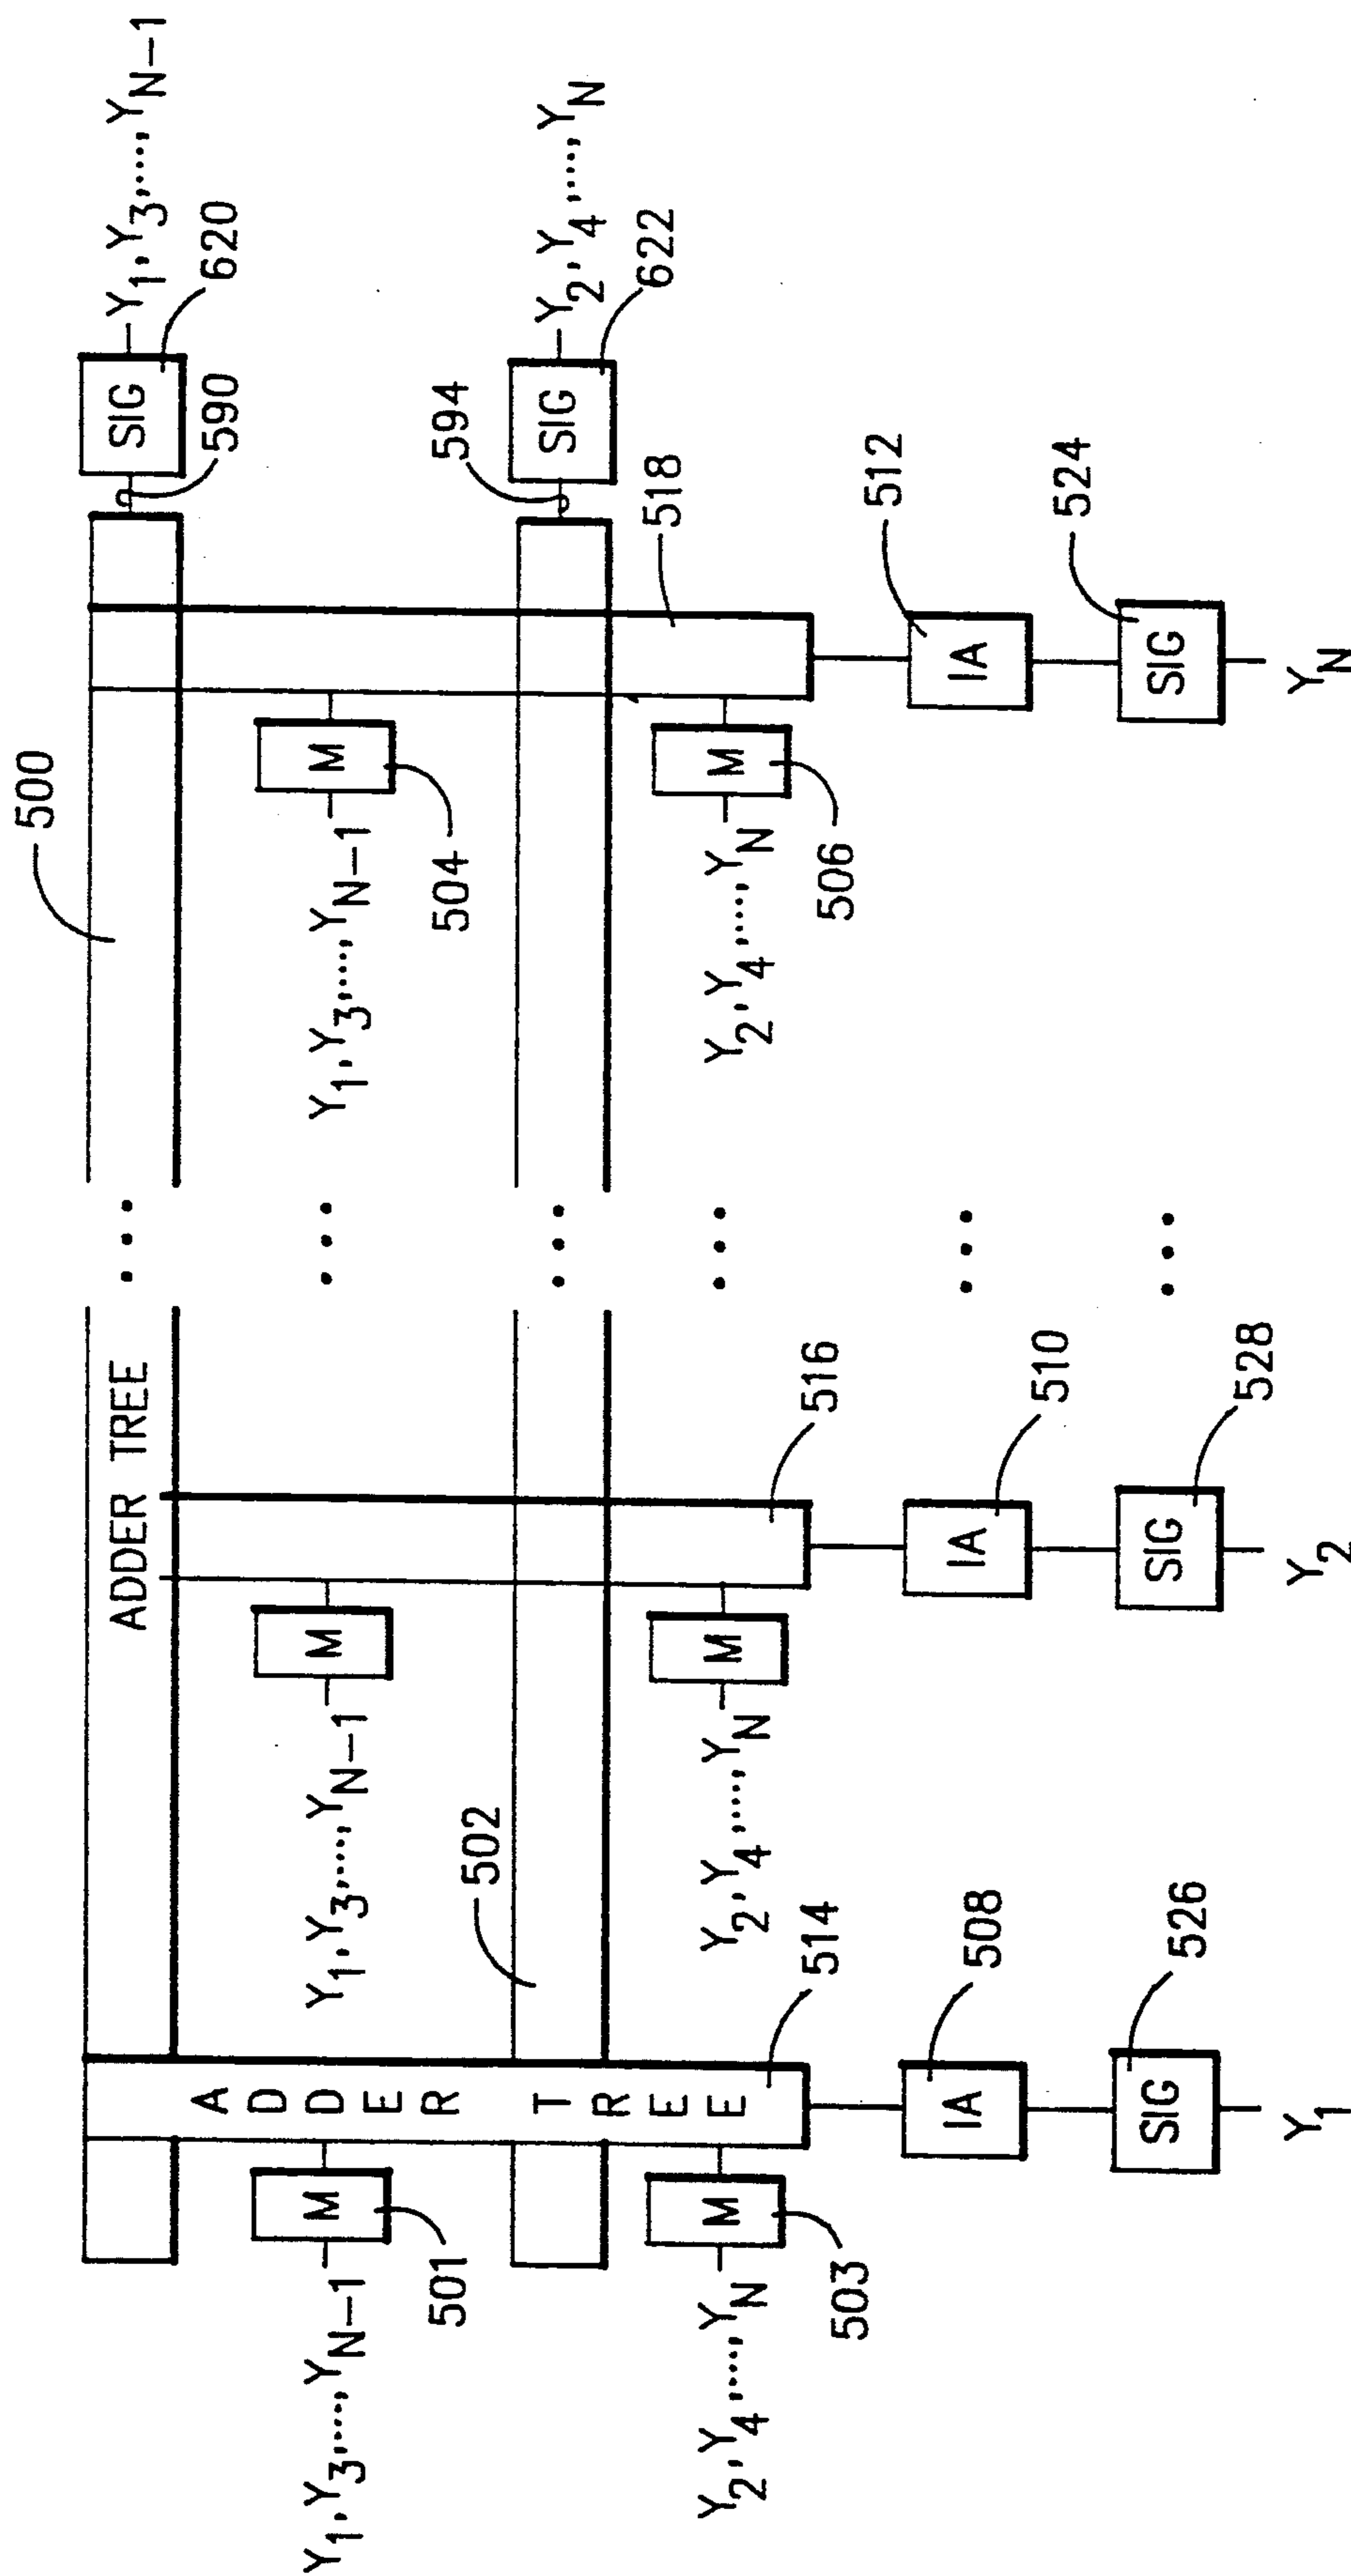 500
ADDER TREE
SIG
Y1,Y3,...,YN-1
620
590
Y1,Y3,...,YN-1
M
501
Y1,Y3,...,YN-1
M
Y1,Y3,...,YN-1
M
504
ADDER TREE
502
594
SIG
Y2,Y4,...,YN
622
518
Y2,Y4,...,YN
M
503
514
Y2,Y4,...,YN
M
516
Y2,Y4,...,YN
M
506
IA
508
IA
510
IA
512
SIG
526
SIG
528
SIG
524
Y1
Y2
YN